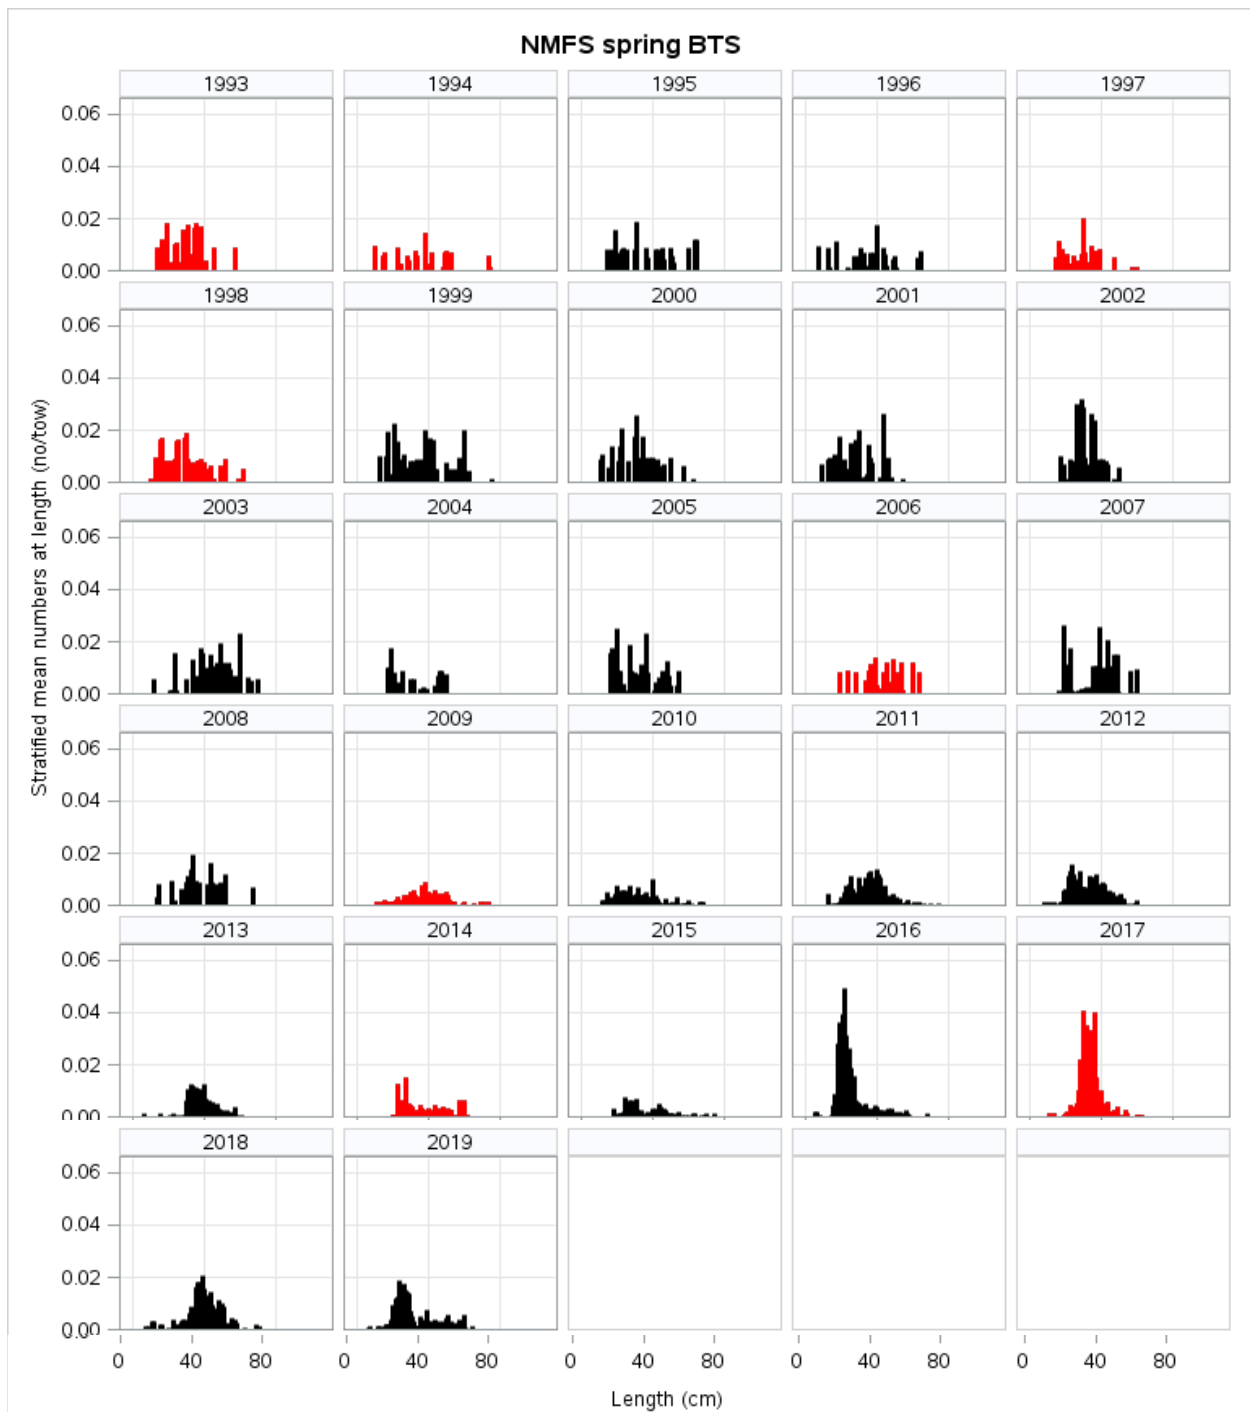 NMFS spring BTS
1993 1994 1995 1996 1997
0.06
0.04
0.02
0.00
1998 1999 2000 2001 2002
0.06
0.04
0.02
0.00
2003 2004 2005 2006 2007
0.06
0.04
0.02
0.00
2008 2009 2010 2011 2012
0.06
0.04
0.02
0.00
2013 2014 2015 2016 2017
0.06
0.04
0.02
0.00
2018 2019
0.06
0.04
0.02
0.00
0 40 80 0 40 80 0 40 80 0 40 80 0 40 80
Length (cm)
Stratified mean numbers at length (no/tow)